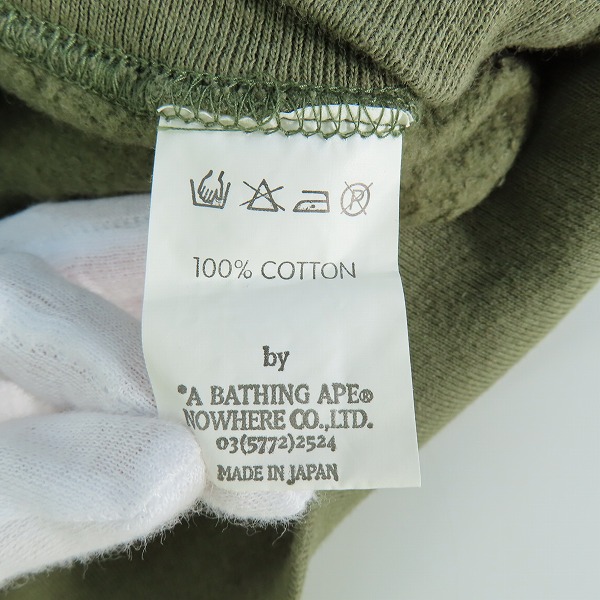 100% COTTON
by
*A BATHING APE®
NOWHERE CO.,LTD.
03(5772)2524
MADE IN JAPAN